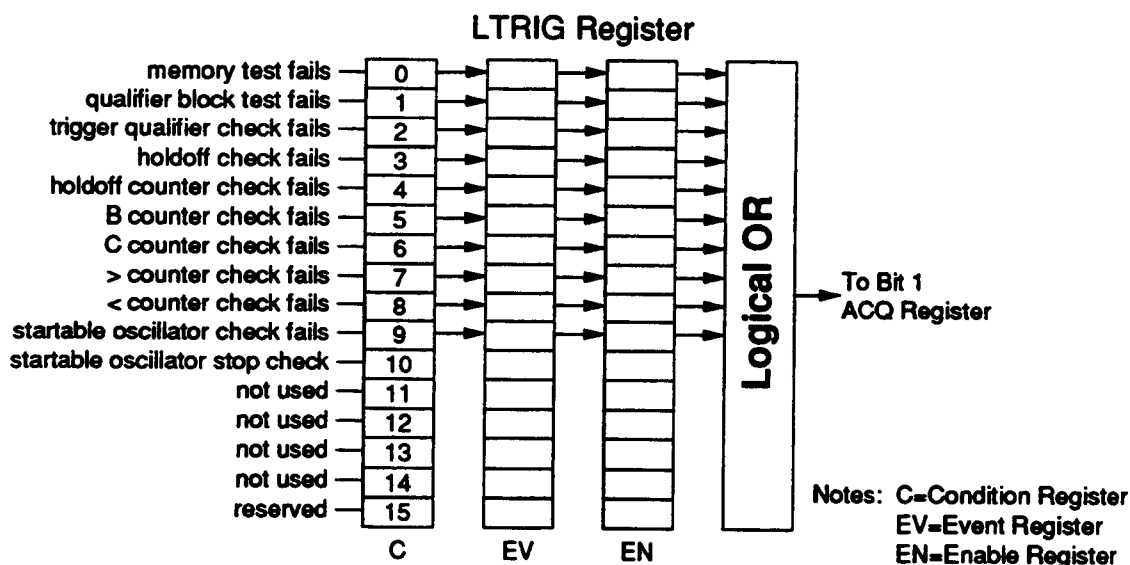 LTRIG Register
memory test fails 0
qualifier block test fails 1
trigger qualifier check fails 2
holdoff check fails 3
holdoff counter check fails 4
B counter check fails 5
C counter check fails 6
> counter check fails 7
< counter check fails 8
startable oscillator check fails 9
startable oscillator stop check 10
not used 11
not used 12
not used 13
not used 14
reserved 15
C EV EN
Logical OR
To Bit 1
ACQ Register
Notes: C=Condition Register
EV=Event Register
EN=Enable Register